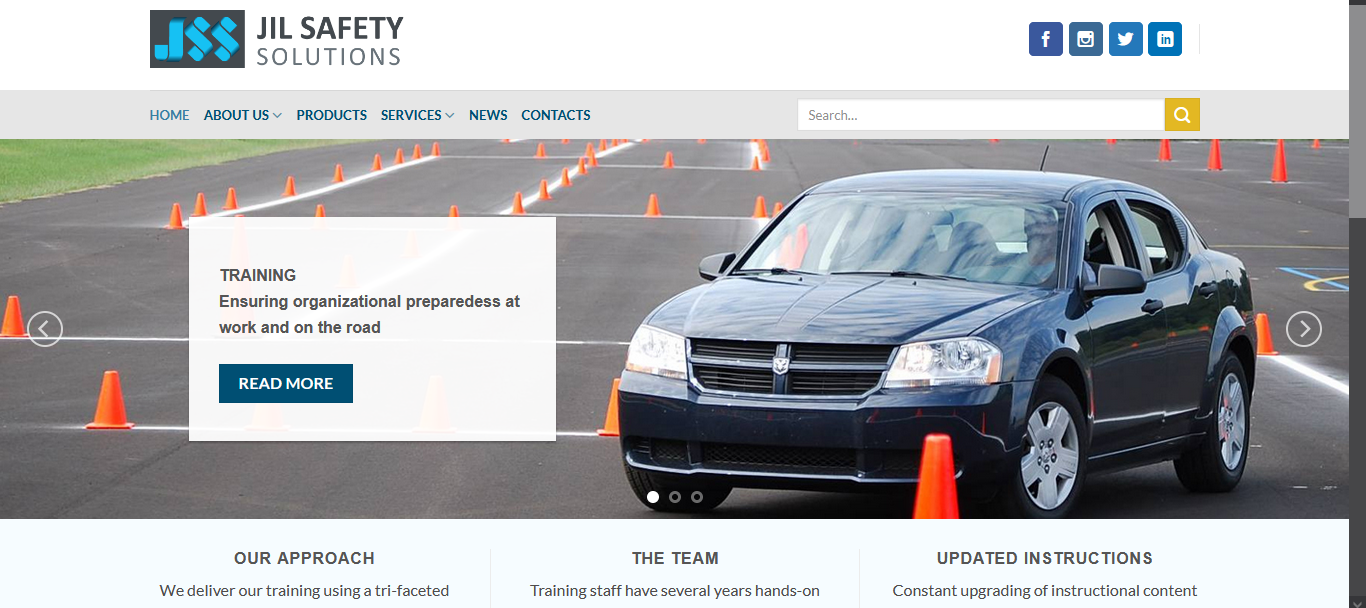 JSS
JIL SAFETY
SOLUTIONS
HOME ABOUT US PRODUCTS SERVICES NEWS CONTACTS
Search...
TRAINING
Ensuring organizational preparedess at
work and on the road
READ MORE
OUR APPROACH
We deliver our training using a tri-faceted
THE TEAM
Training staff have several years hands-on
UPDATED INSTRUCTIONS
Constant upgrading of instructional content